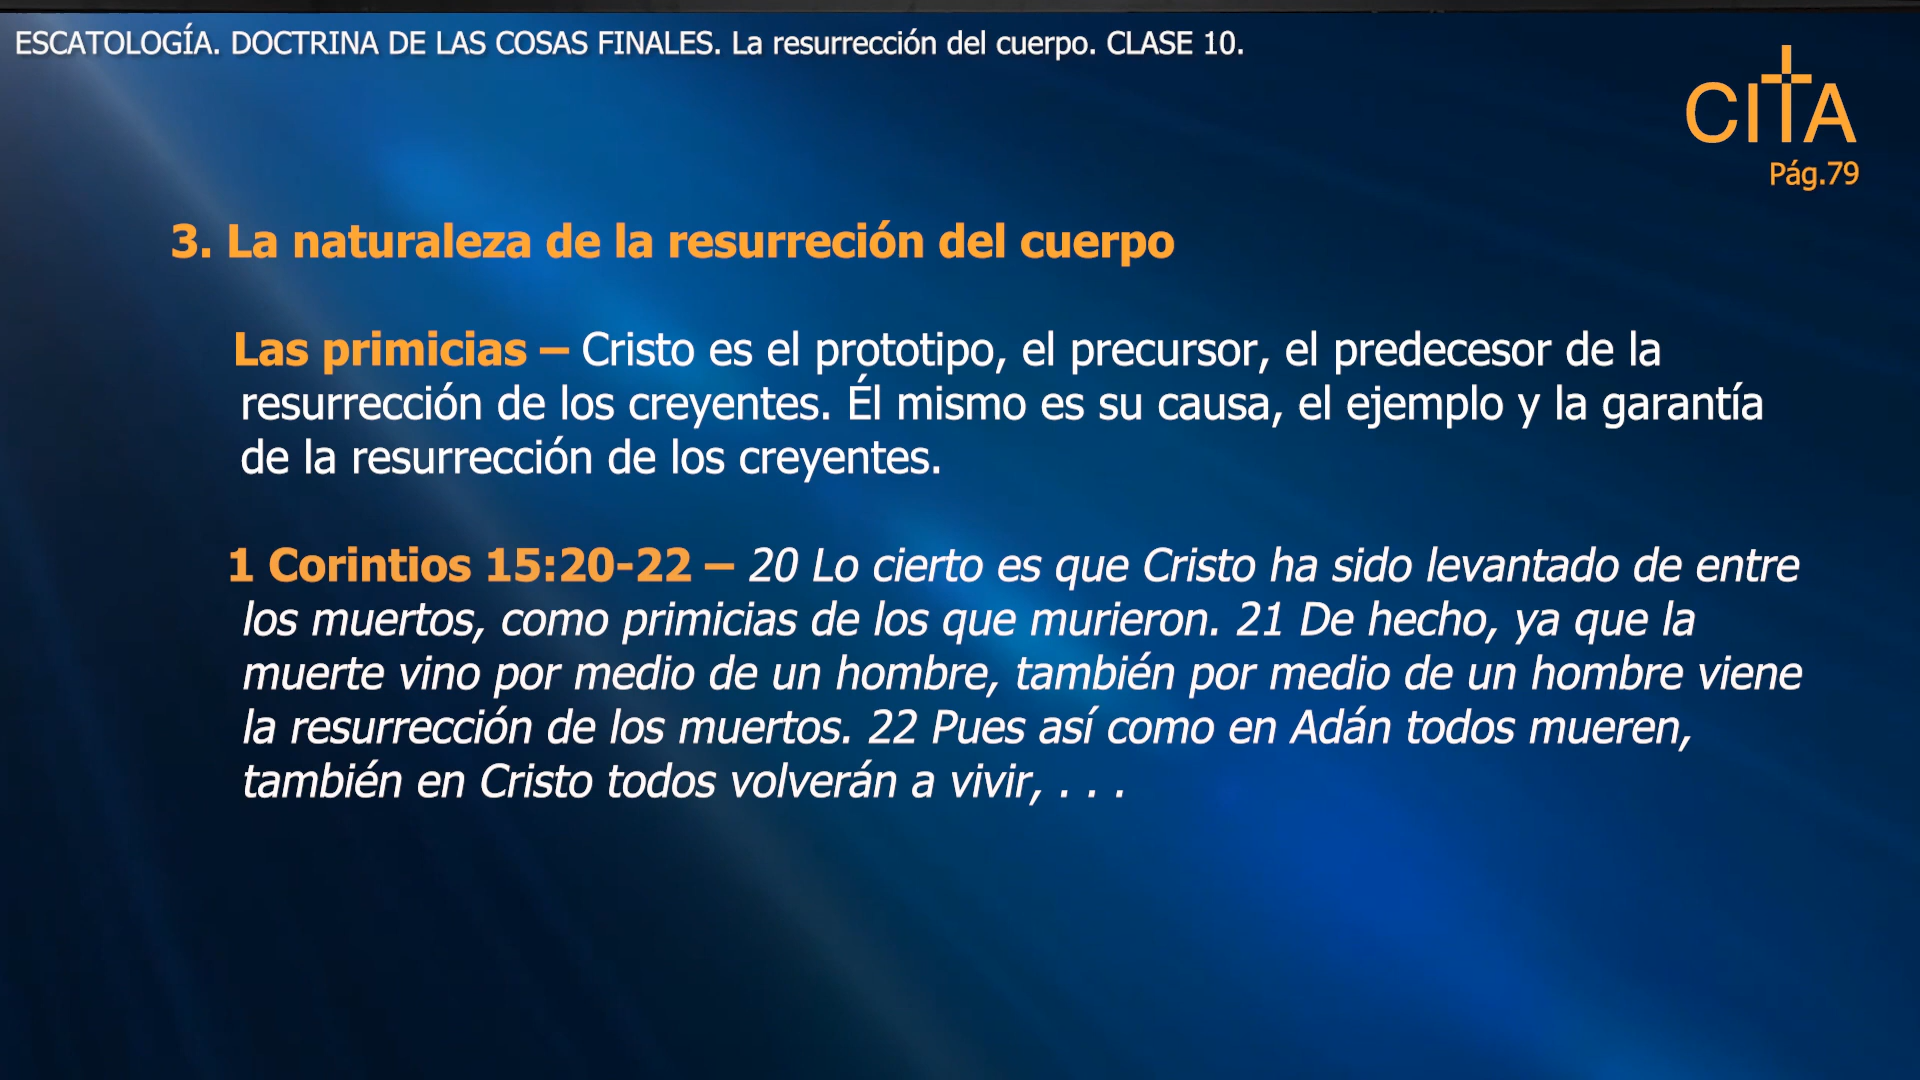 ESCATOLOGÍA. DOCTRINA DE LAS COSAS FINALES. La resurrección del cuerpo. CLASE 10.
CITA
Pág.79
3. La naturaleza de la resurreción del cuerpo
Las primicias – Cristo es el prototipo, el precursor, el predecesor de la
resurrección de los creyentes. Él mismo es su causa, el ejemplo y la garantía
de la resurrección de los creyentes.
1 Corintios 15:20-22 – 20 Lo cierto es que Cristo ha sido levantado de entre
los muertos, como primicias de los que murieron. 21 De hecho, ya que la
muerte vino por medio de un hombre, también por medio de un hombre viene
la resurrección de los muertos. 22 Pues así como en Adán todos mueren,
también en Cristo todos volverán a vivir, . . .